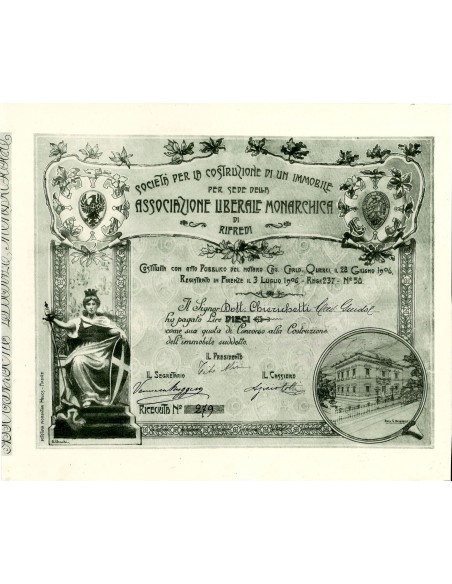 SOCIETÀ PER LA COSTRUZIONE DI UN IMMOBILE
PER SEDE DELLA
ASSOCIAZIONE LIBERALE MONARCHICA
DI
RIFREDI
COSTITUITA CON ATTO PUBBLICO DEL NOTARO CAV. CARLO QUERCI, IL 28 GIUGNO 1906,
REGISTRATO IN FIRENZE IL 3 LUGLIO 1906 - REG. 237 - N° 58
Il Signor Dott. Chierichetti Cav. Guido
ha pagato Lire DIECI
come sua quota di Concorso alla Costruzione
dell'immobile suddetto.
IL PRESIDENTE
IL SEGRETARIO IL CASSIERE
RICEVUTA N° 279